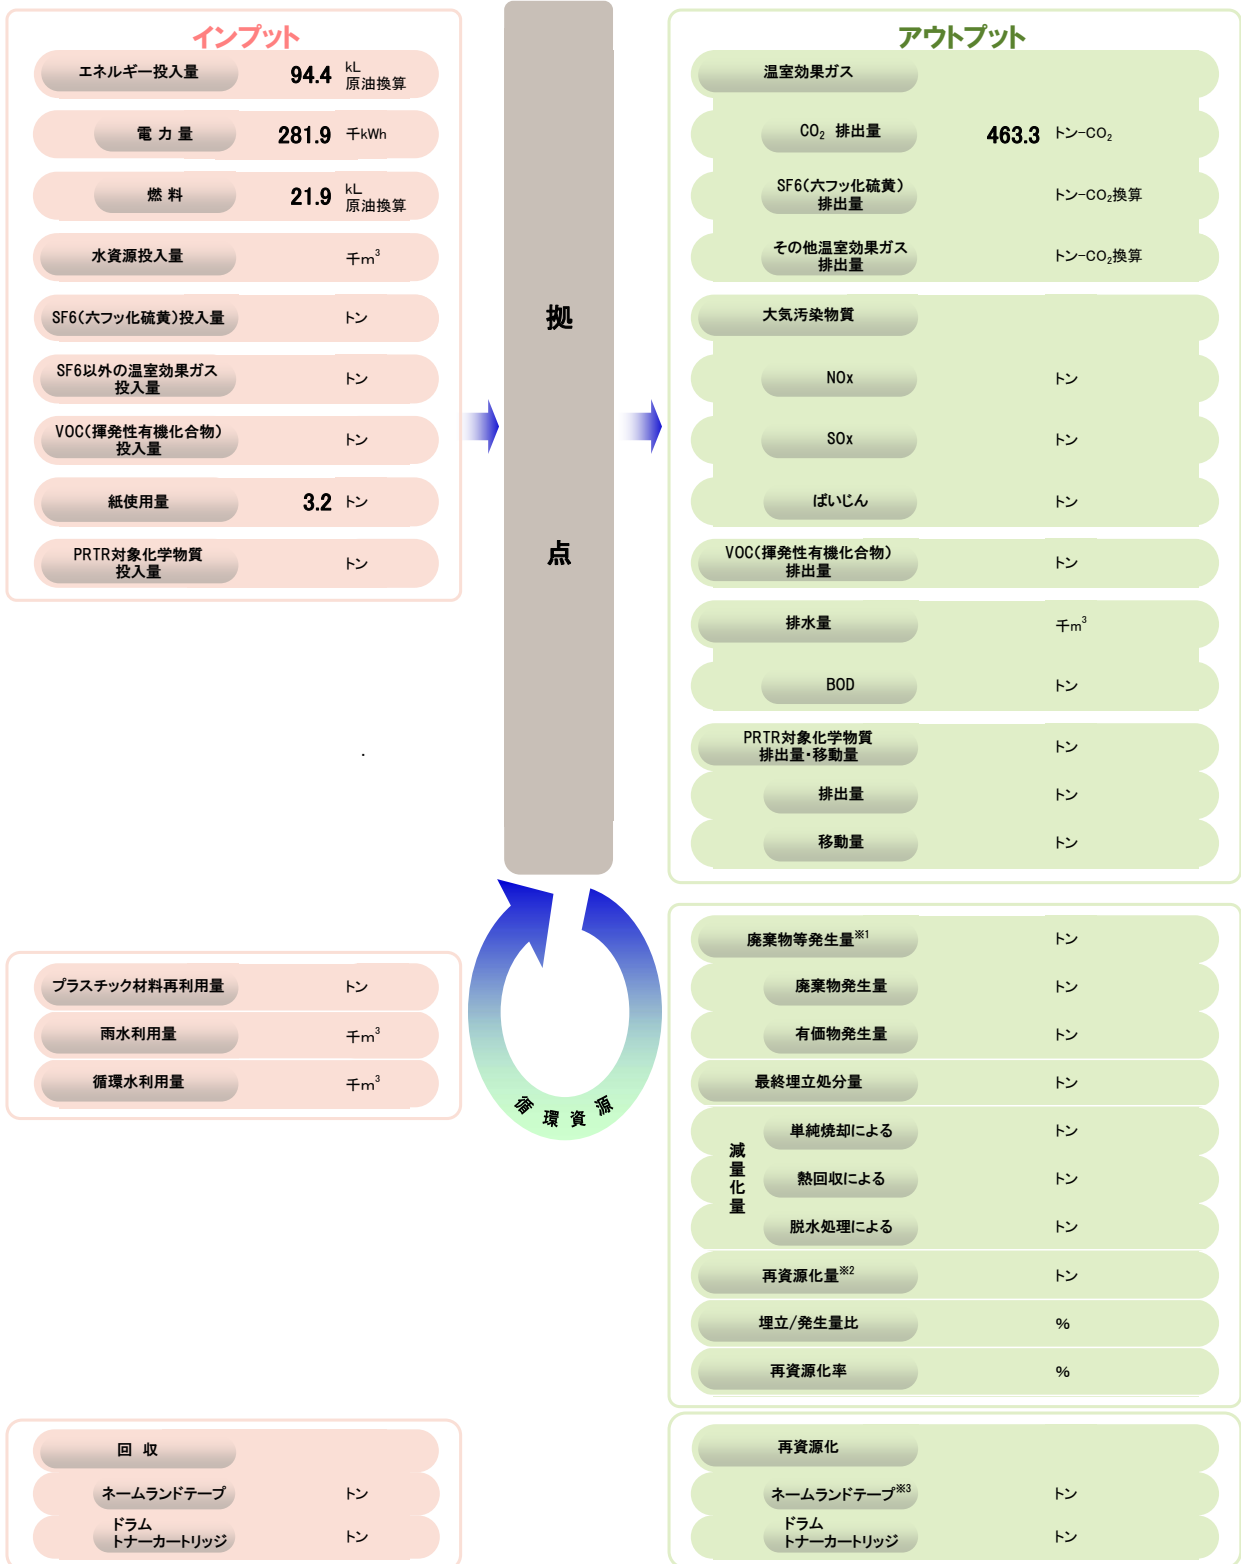 インプット
エネルギー投入量 94.4 kL
原油換算
電 力 量 281.9 千kWh
燃 料 21.9 kL
原油換算
水資源投入量 千m³
SF6(六フッ化硫黄)投入量 トン
SF6以外の温室効果ガス
投入量 トン
VOC(揮発性有機化合物)
投入量 トン
紙使用量 3.2 トン
PRTR対象化学物質
投入量 トン
拠
点
アウトプット
温室効果ガス
CO₂ 排出量 463.3 トン-CO₂
SF6(六フッ化硫黄)
排出量 トン-CO₂換算
その他温室効果ガス
排出量 トン-CO₂換算
大気汚染物質
NOx トン
SOx トン
ばいじん トン
VOC(揮発性有機化合物)
排出量 トン
排水量 千m³
BOD トン
PRTR対象化学物質
排出量・移動量 トン
排出量 トン
移動量 トン
プラスチック材料再利用量 トン
雨水利用量 千m³
循環水利用量 千m³
循環資源
廃棄物等発生量※1 トン
廃棄物発生量 トン
有価物発生量 トン
最終埋立処分量 トン
減量化量
単純焼却による トン
熱回収による トン
脱水処理による トン
再資源化量※2 トン
埋立/発生量比 %
再資源化率 %
回 収
ネームランドテープ トン
ドラム
トナーカートリッジ トン
再資源化
ネームランドテープ※3 トン
ドラム
トナーカートリッジ トン